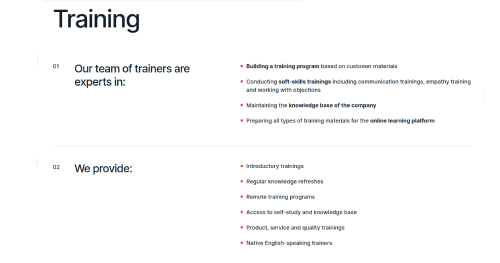 Training
01
Our team of trainers are
experts in:
Building a training program based on customer materials
Conducting soft-skills trainings including communication trainings, empathy training
and working with objections
Maintaining the knowledge base of the company
Preparing all types of training materials for the online learning platform
02
We provide:
Introductory trainings
Regular knowledge refreshes
Remote training programs
Access to self-study and knowledge base
Product, service and quality trainings
Native English-speaking trainers